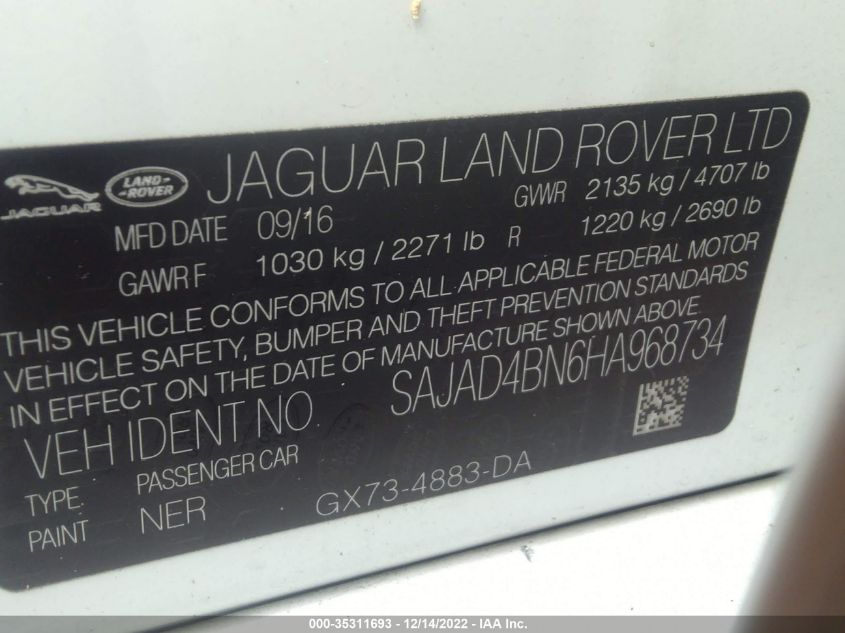 JAGUAR LAND-ROVER JAGUAR LAND ROVER LTD
MFD DATE 09/16 GVWR 2135 kg / 4707 lb
GAWR F 1030 kg / 2271 lb R 1220 kg / 2690 lb
THIS VEHICLE CONFORMS TO ALL APPLICABLE FEDERAL MOTOR
VEHICLE SAFETY, BUMPER AND THEFT PREVENTION STANDARDS
IN EFFECT ON THE DATE OF MANUFACTURE SHOWN ABOVE.
VEH IDENT NO SAJAD4BN6HA968734
TYPE PASSENGER CAR
PAINT NER GX73-4883-DA
000-35311693 - 12/14/2022 - IAA Inc.